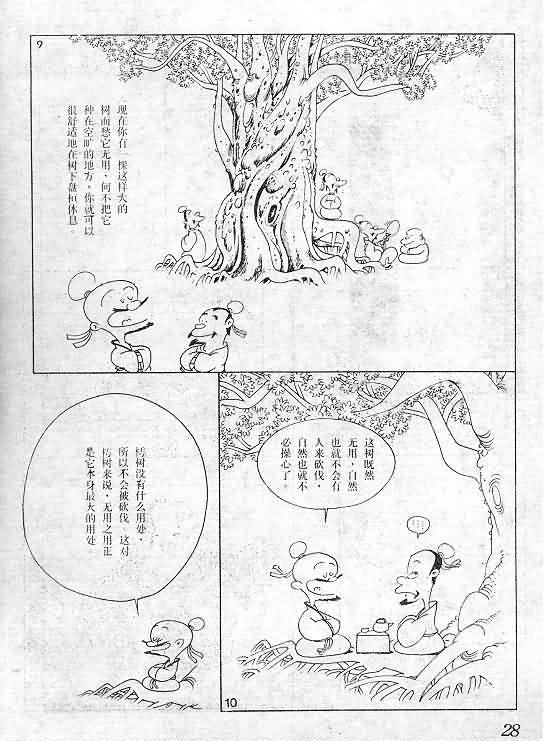 9
现在你有一棵这样大的
树而愁它无用，何不把它
种在空旷的地方，你就可以
很舒适地在树下盘桓休息。
这树既然
无用，自然
也就不会有
人来砍伐，
自然也就不
必操心了。
樗树没有什么用处，
所以不会被砍伐。这对
樗树来说，无用之用正
是它本身最大的用处
10
28